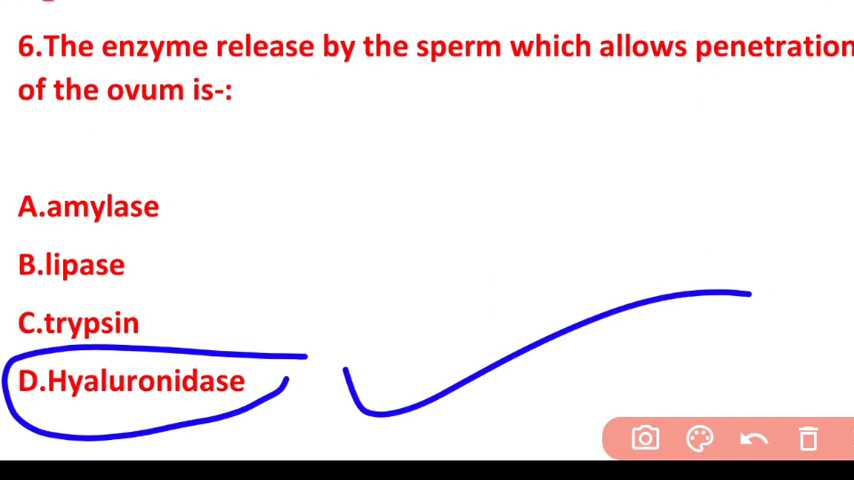 6.The enzyme release by the sperm which allows penetration
of the ovum is-:
A.amylase
B.lipase
C.trypsin
D.Hyaluronidase